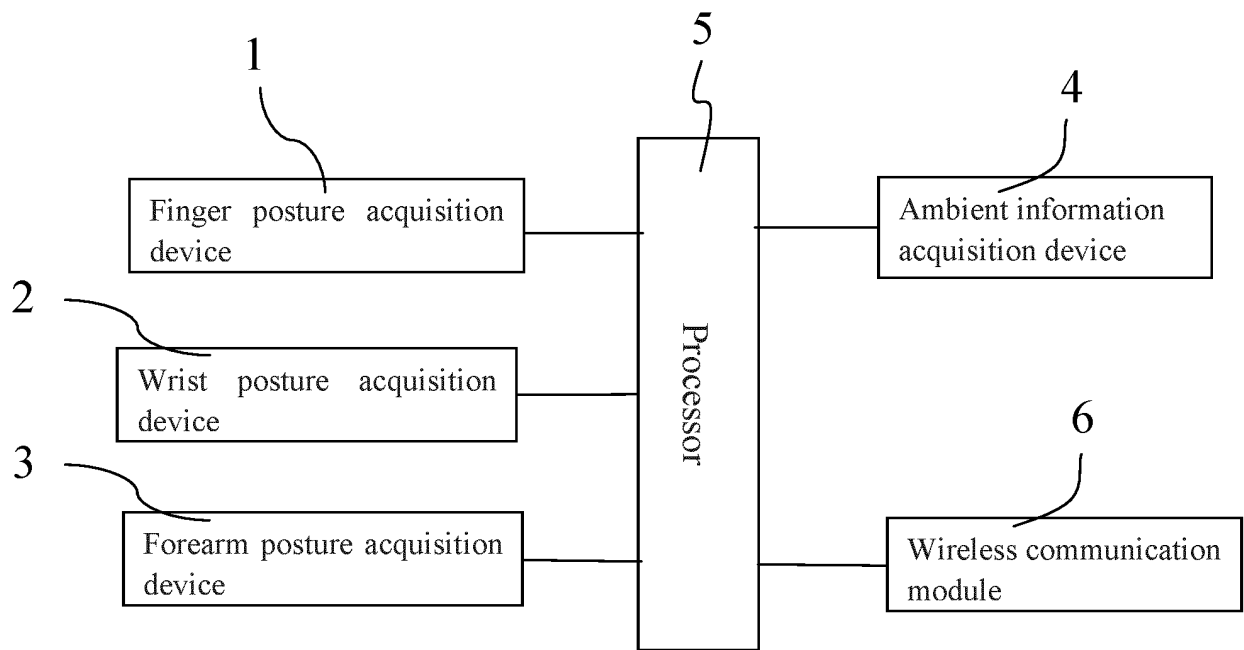 5
1
4
Finger posture acquisition
device
Ambient information
acquisition device
2
Wrist posture acquisition
device
Processor
3
6
Forearm posture acquisition
device
Wireless communication
module